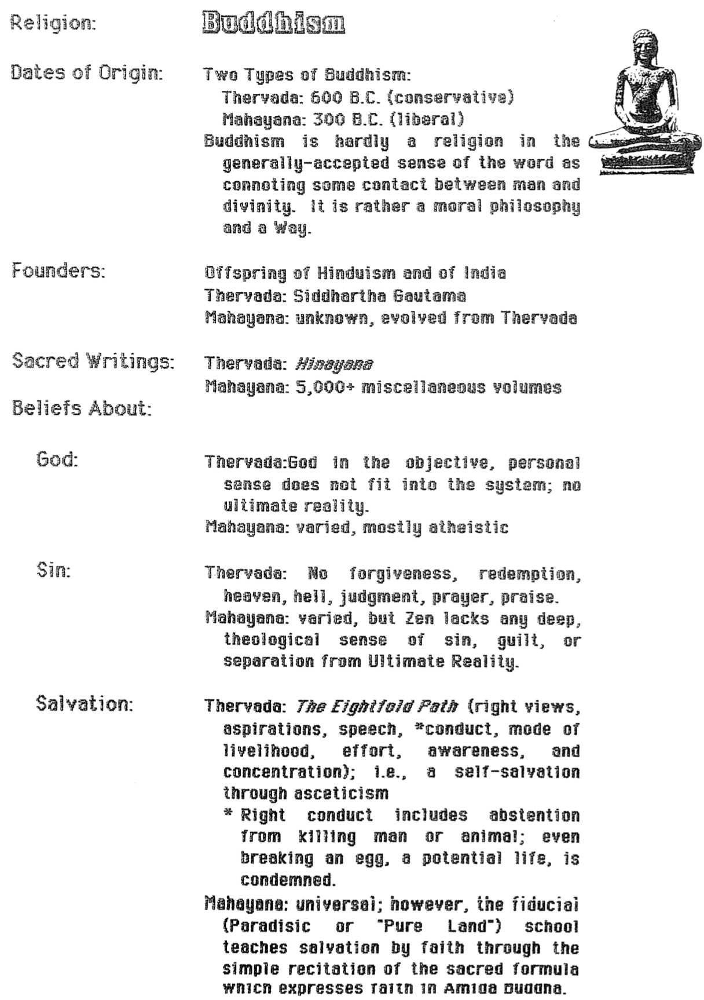 Religion: Buddhism
Dates of Origin: Two Types of Buddhism:
Thervada: 600 B.C. (conservative)
Mahayana: 300 B.C. (liberal)
Buddhism is hardly a religion in the
generally-accepted sense of the word as
connoting some contact between man and
divinity. It is rather a moral philosophy
and a Way.
Founders: Offspring of Hinduism and of India
Thervada: Siddhartha Gautama
Mahayana: unknown, evolved from Thervada
Sacred Writings: Thervada: Hinayana
Mahayana: 5,000+ miscellaneous volumes
Beliefs About:
God: Thervada:God in the objective, personal
sense does not fit into the system; no
ultimate reality.
Mahayana: varied, mostly atheistic
Sin: Thervada: No forgiveness, redemption,
heaven, hell, judgment, prayer, praise.
Mahayana: varied, but Zen lacks any deep,
theological sense of sin, guilt, or
separation from Ultimate Reality.
Salvation: Thervada: The Eightfold Path (right views,
aspirations, speech, *conduct, mode of
livelihood, effort, awareness, and
concentration); i.e., a self-salvation
through asceticism
* Right conduct includes abstention
from killing man or animal; even
breaking an egg, a potential life, is
condemned.
Mahayana: universal; however, the fiducial
(Paradisic or "Pure Land") school
teaches salvation by faith through the
simple recitation of the sacred formula
which expresses faith in Amida Buddha.